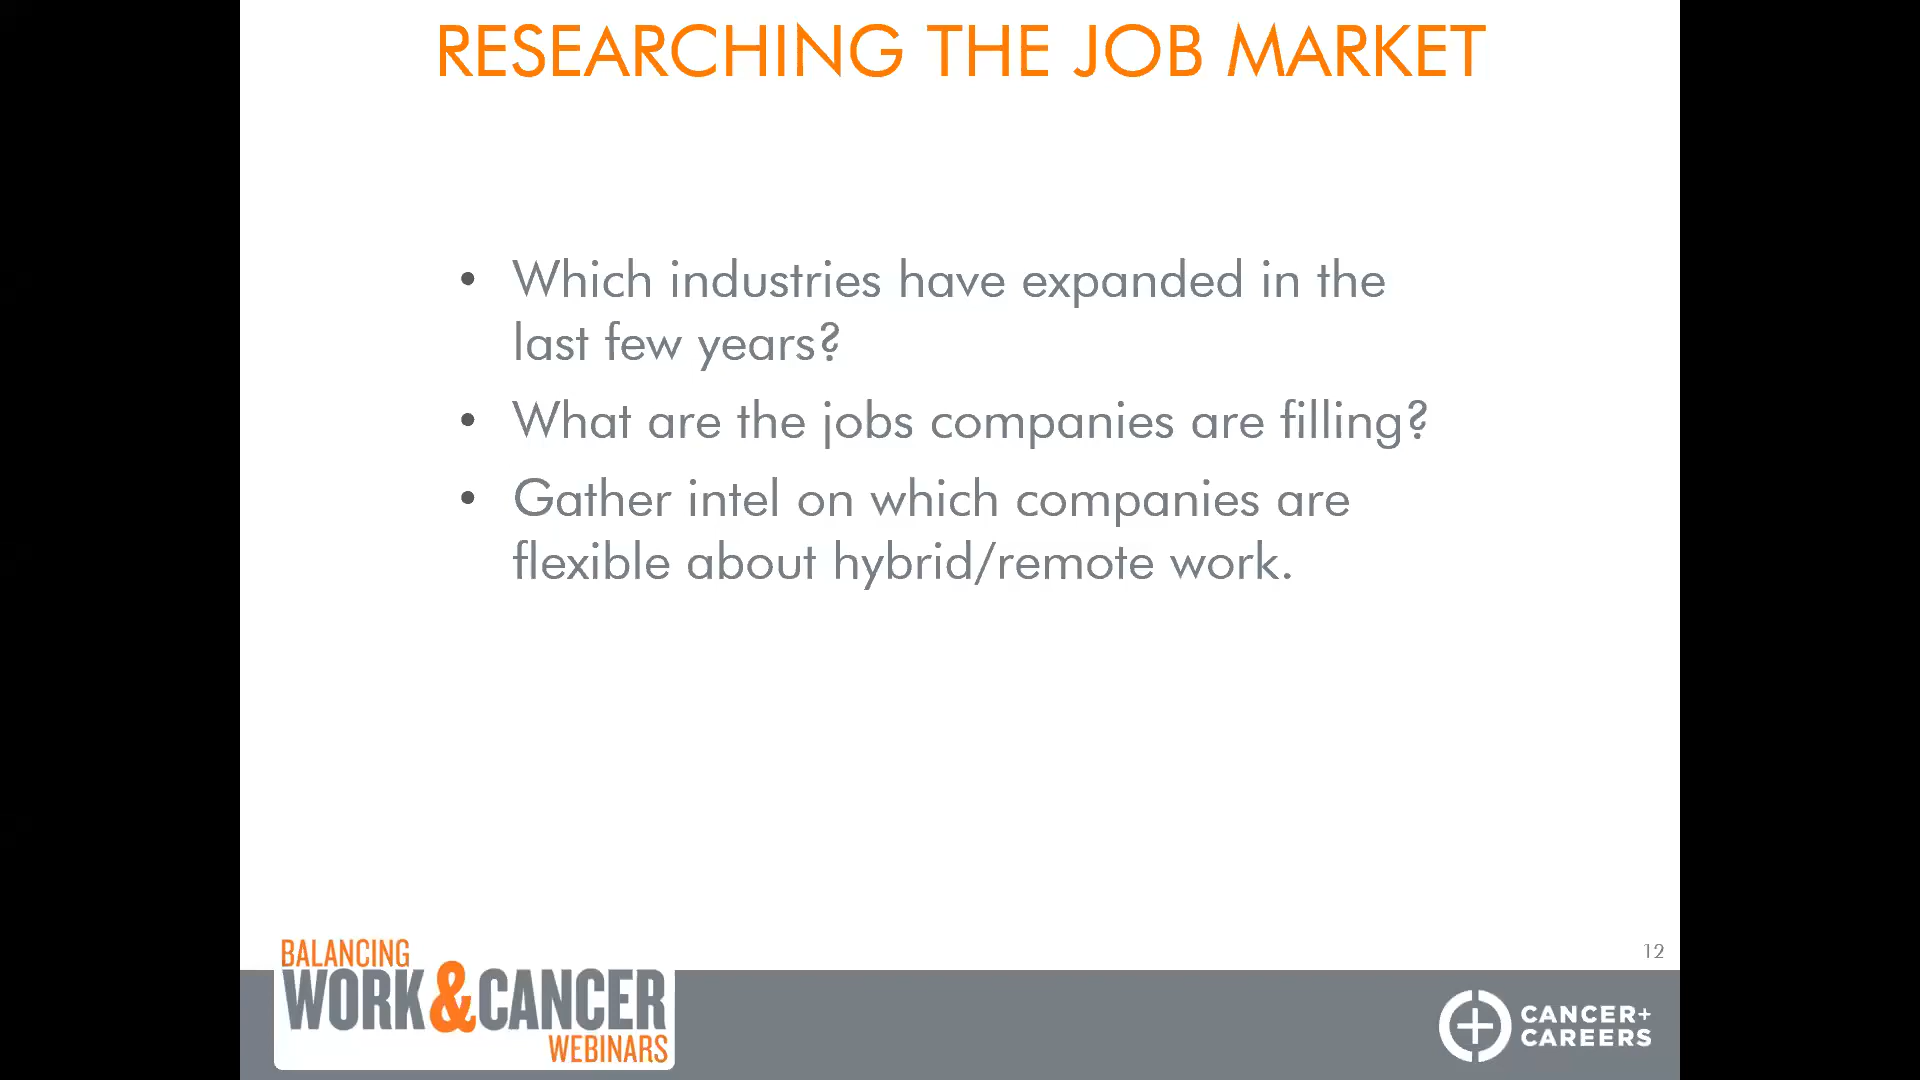 RESEARCHING THE JOB MARKET
• Which industries have expanded in the
last few years?
• What are the jobs companies are filling?
• Gather intel on which companies are
flexible about hybrid/remote work.
12
BALANCING
WORK&CANCER
WEBINARS
CANCER+
CAREERS